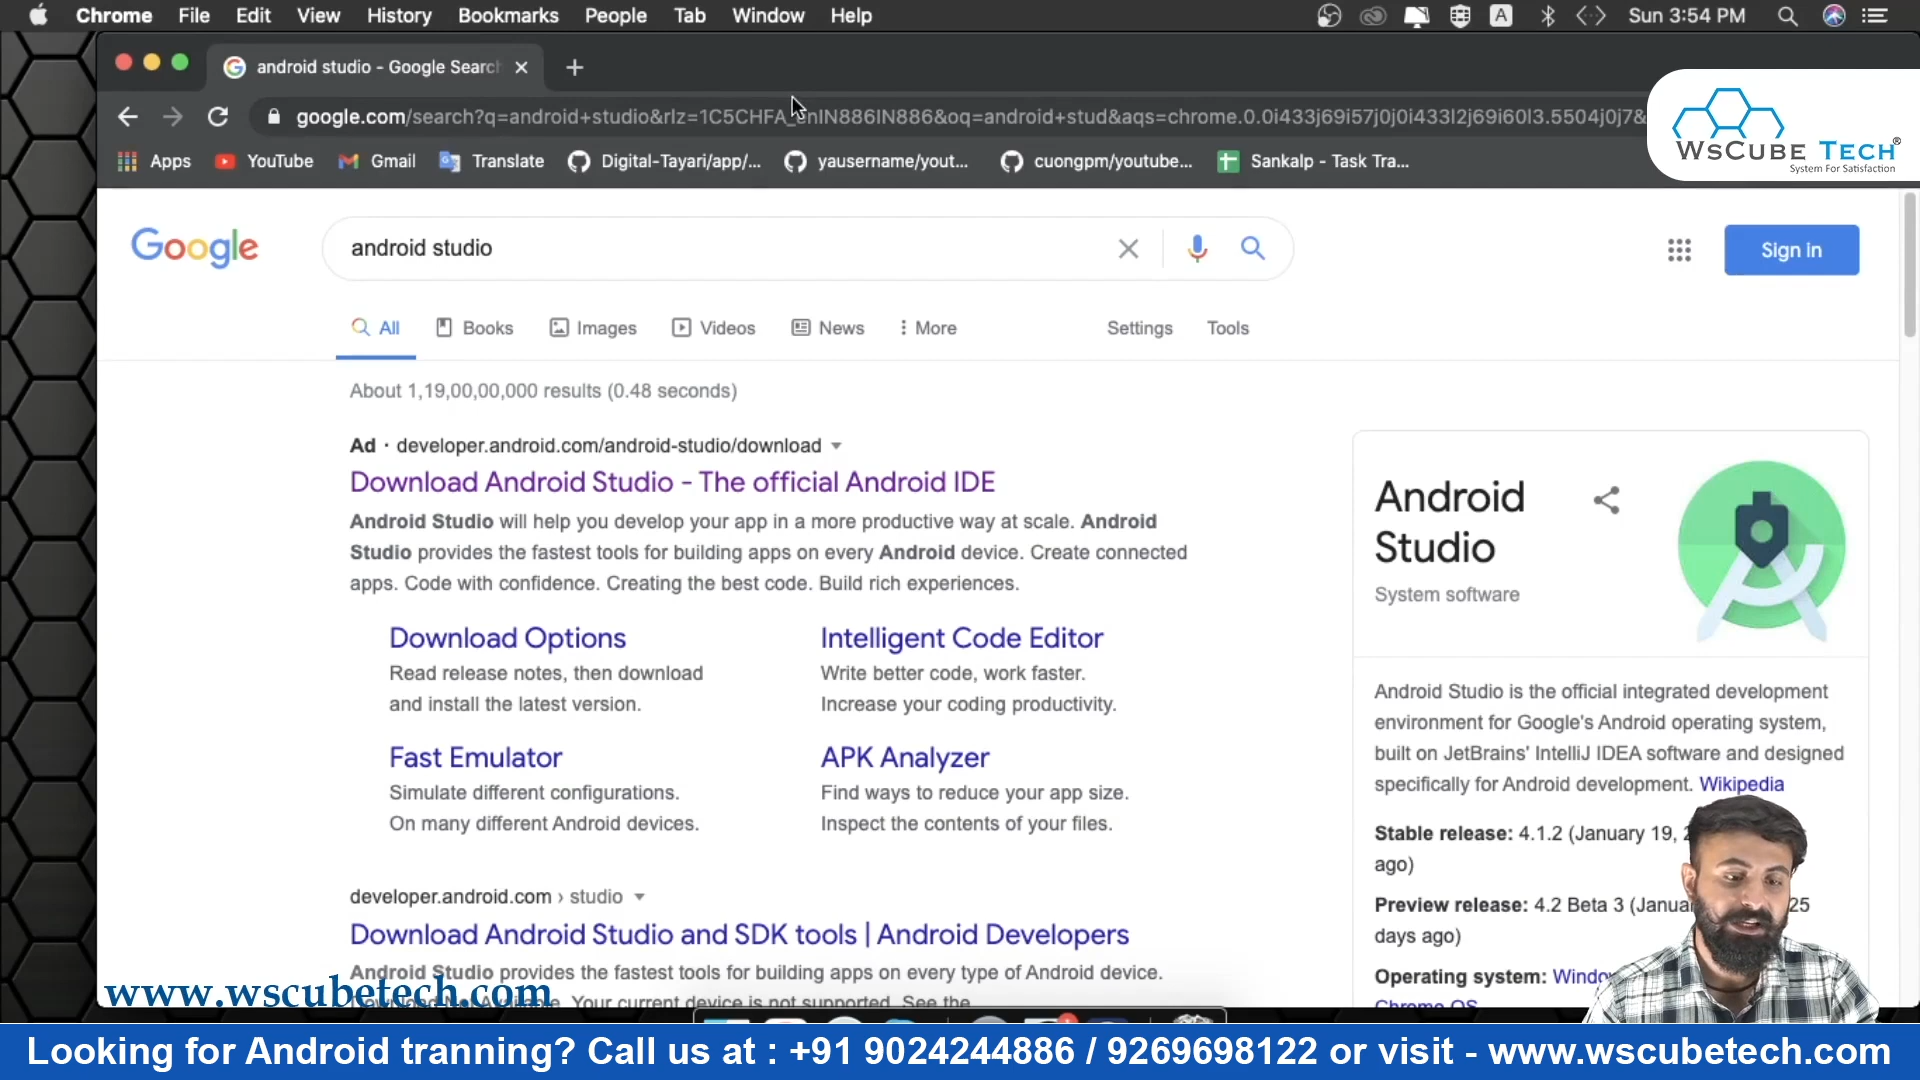 Chrome File Edit View History Bookmarks People Tab Window Help
A Sun 3:54 PM
android studio - Google Search
google.com/search?q=android+studio&rlz=1C5CHFA_enIN886IN886&oq=android+stud&aqs=chrome.0.0i433j69i57j0j0i433l2j69i60l3.5504j0j7&
WsCube Tech®
System For Satisfaction
Apps YouTube Gmail Translate Digital-Tayari/app/... yausername/yout... cuongpm/youtube... Sankalp - Task Tra...
Google android studio Sign in
All Books Images Videos News More Settings Tools
About 1,19,00,00,000 results (0.48 seconds)
Ad · developer.android.com/android-studio/download
Download Android Studio - The official Android IDE
Android Studio will help you develop your app in a more productive way at scale. Android
Studio provides the fastest tools for building apps on every Android device. Create connected
apps. Code with confidence. Creating the best code. Build rich experiences.
Download Options
Read release notes, then download
and install the latest version.
Intelligent Code Editor
Write better code, work faster.
Increase your coding productivity.
Fast Emulator
Simulate different configurations.
On many different Android devices.
APK Analyzer
Find ways to reduce your app size.
Inspect the contents of your files.
developer.android.com › studio
Download Android Studio and SDK tools | Android Developers
Android Studio provides the fastest tools for building apps on every type of Android device.
Your current device is not supported. See the
Android
Studio
System software
Android Studio is the official integrated development
environment for Google's Android operating system,
built on JetBrains' IntelliJ IDEA software and designed
specifically for Android development. Wikipedia
Stable release: 4.1.2 (January 19,
ago)
Preview release: 4.2 Beta 3 (Janua 25
days ago)
Operating system: Windo
Chrome OS
www.wscubetech.com
Looking for Android tranning? Call us at : +91 9024244886 / 9269698122 or visit - www.wscubetech.com